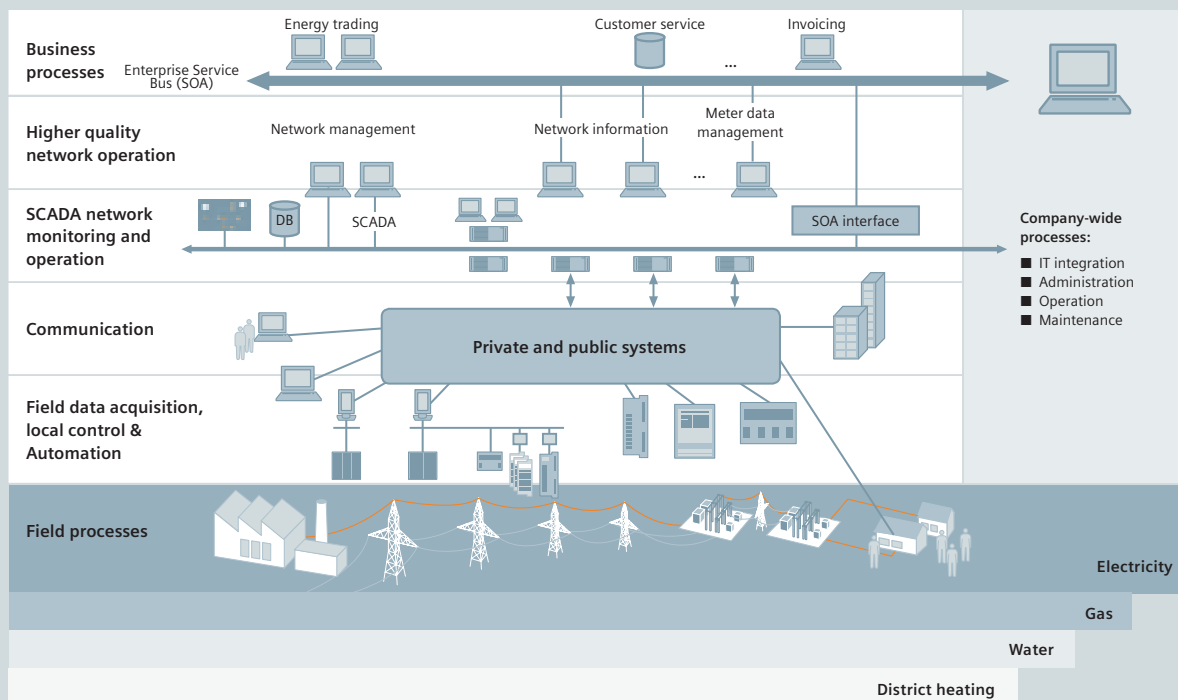 Business
processes
Energy trading
Customer service
Invoicing
...
Enterprise Service
Bus (SOA)
Higher quality
network operation
Network management
Network information
Meter data
management
...
SCADA network
monitoring and
operation
DB
SCADA
SOA interface
Company-wide
processes:
■ IT integration
■ Administration
■ Operation
■ Maintenance
Communication
Private and public systems
Field data acquisition,
local control &
Automation
Field processes
Electricity
Gas
Water
District heating